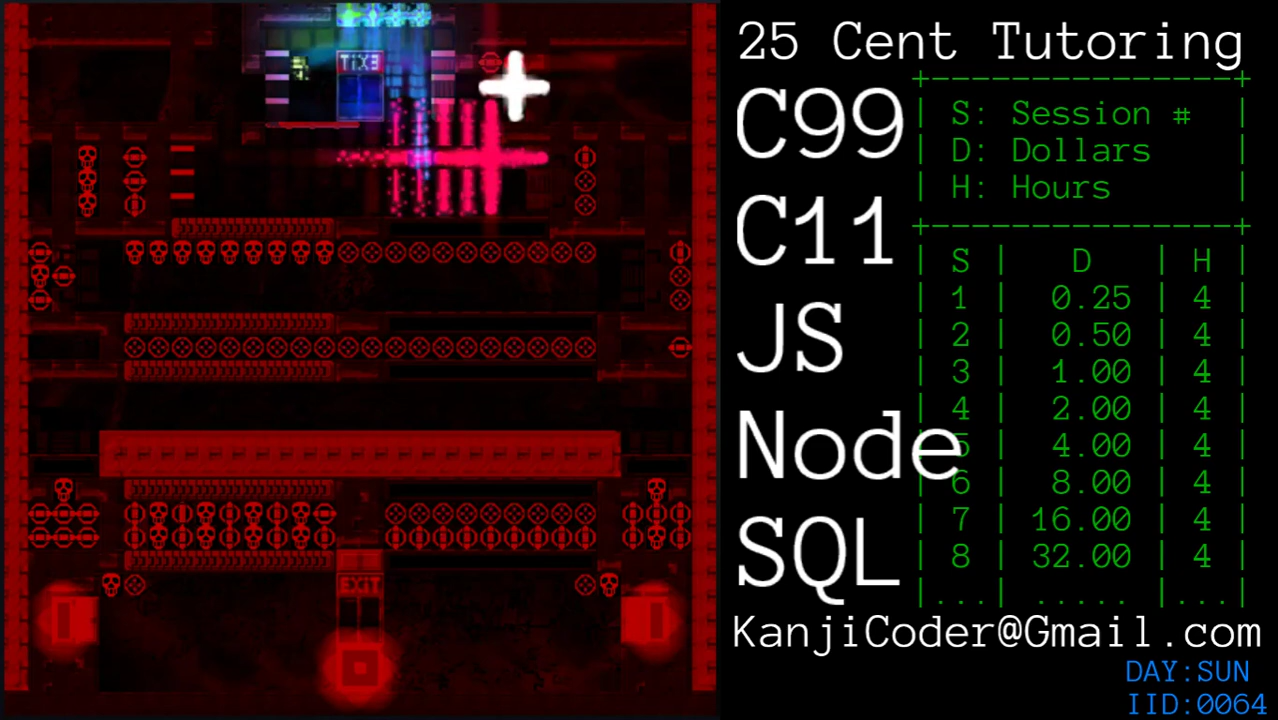 TiX3
EXiT
25 Cent Tutoring
C99
C11
JS
Node
SQL
S: Session #
D: Dollars
H: Hours
S | D | H
1 | 0.25 | 4
2 | 0.50 | 4
3 | 1.00 | 4
4 | 2.00 | 4
5 | 4.00 | 4
6 | 8.00 | 4
7 | 16.00 | 4
8 | 32.00 | 4
...| ..... |...
KanjiCoder@Gmail.com
DAY:SUN
IID:0064